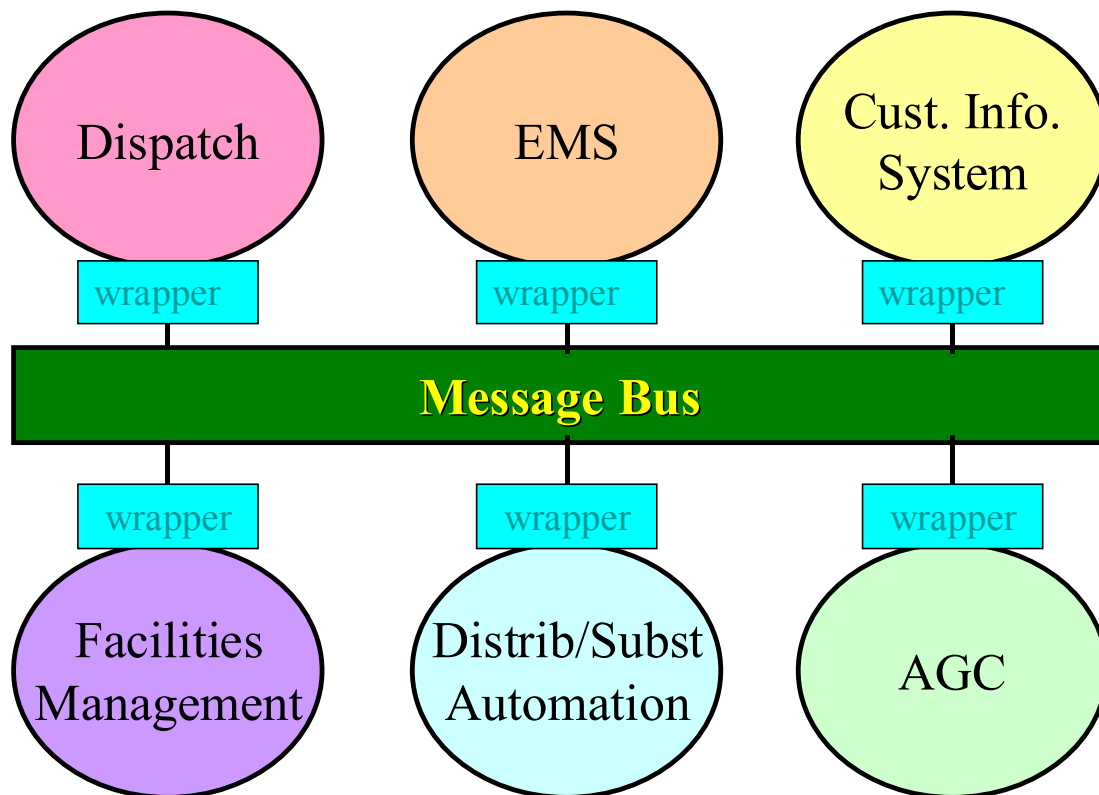 Dispatch
EMS
Cust. Info.
System
wrapper
wrapper
wrapper
Message Bus
wrapper
wrapper
wrapper
Facilities
Management
Distrib/Subst
Automation
AGC